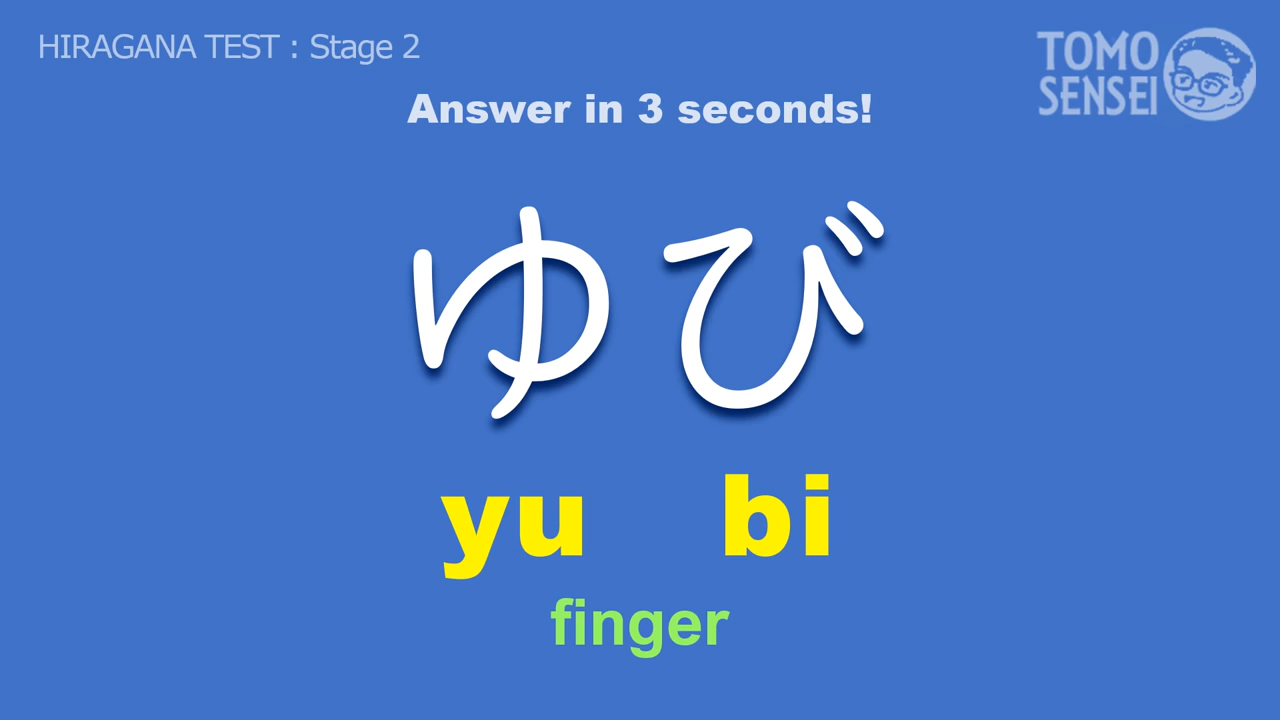 HIRAGANA TEST : Stage 2
TOMO
SENSEI
Answer in 3 seconds!
ゆび
yu bi
finger